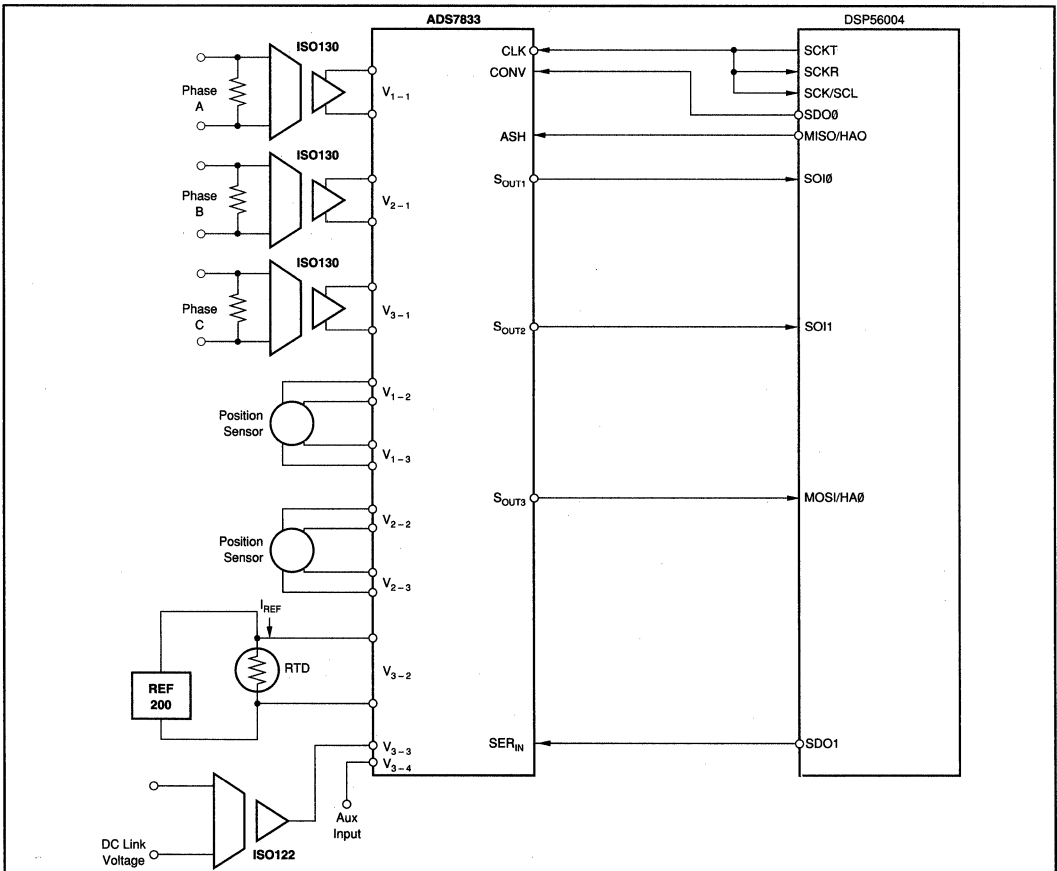 ADS7833
DSP56004
ISO130
Phase
A
V1–1
ISO130
Phase
B
V2–1
ISO130
Phase
C
V3–1
Position
Sensor
V1–2
V1–3
Position
Sensor
V2–2
V2–3
IREF
RTD
REF
200
V3–2
V3–3
V3–4
Aux
Input
DC Link
Voltage
ISO122
CLK
CONV
ASH
SOUT1
SOUT2
SOUT3
SERIN
SCKT
SCKR
SCK/SCL
SDO0
MISO/HAO
SOI0
SOI1
MOSI/HA0
SDO1